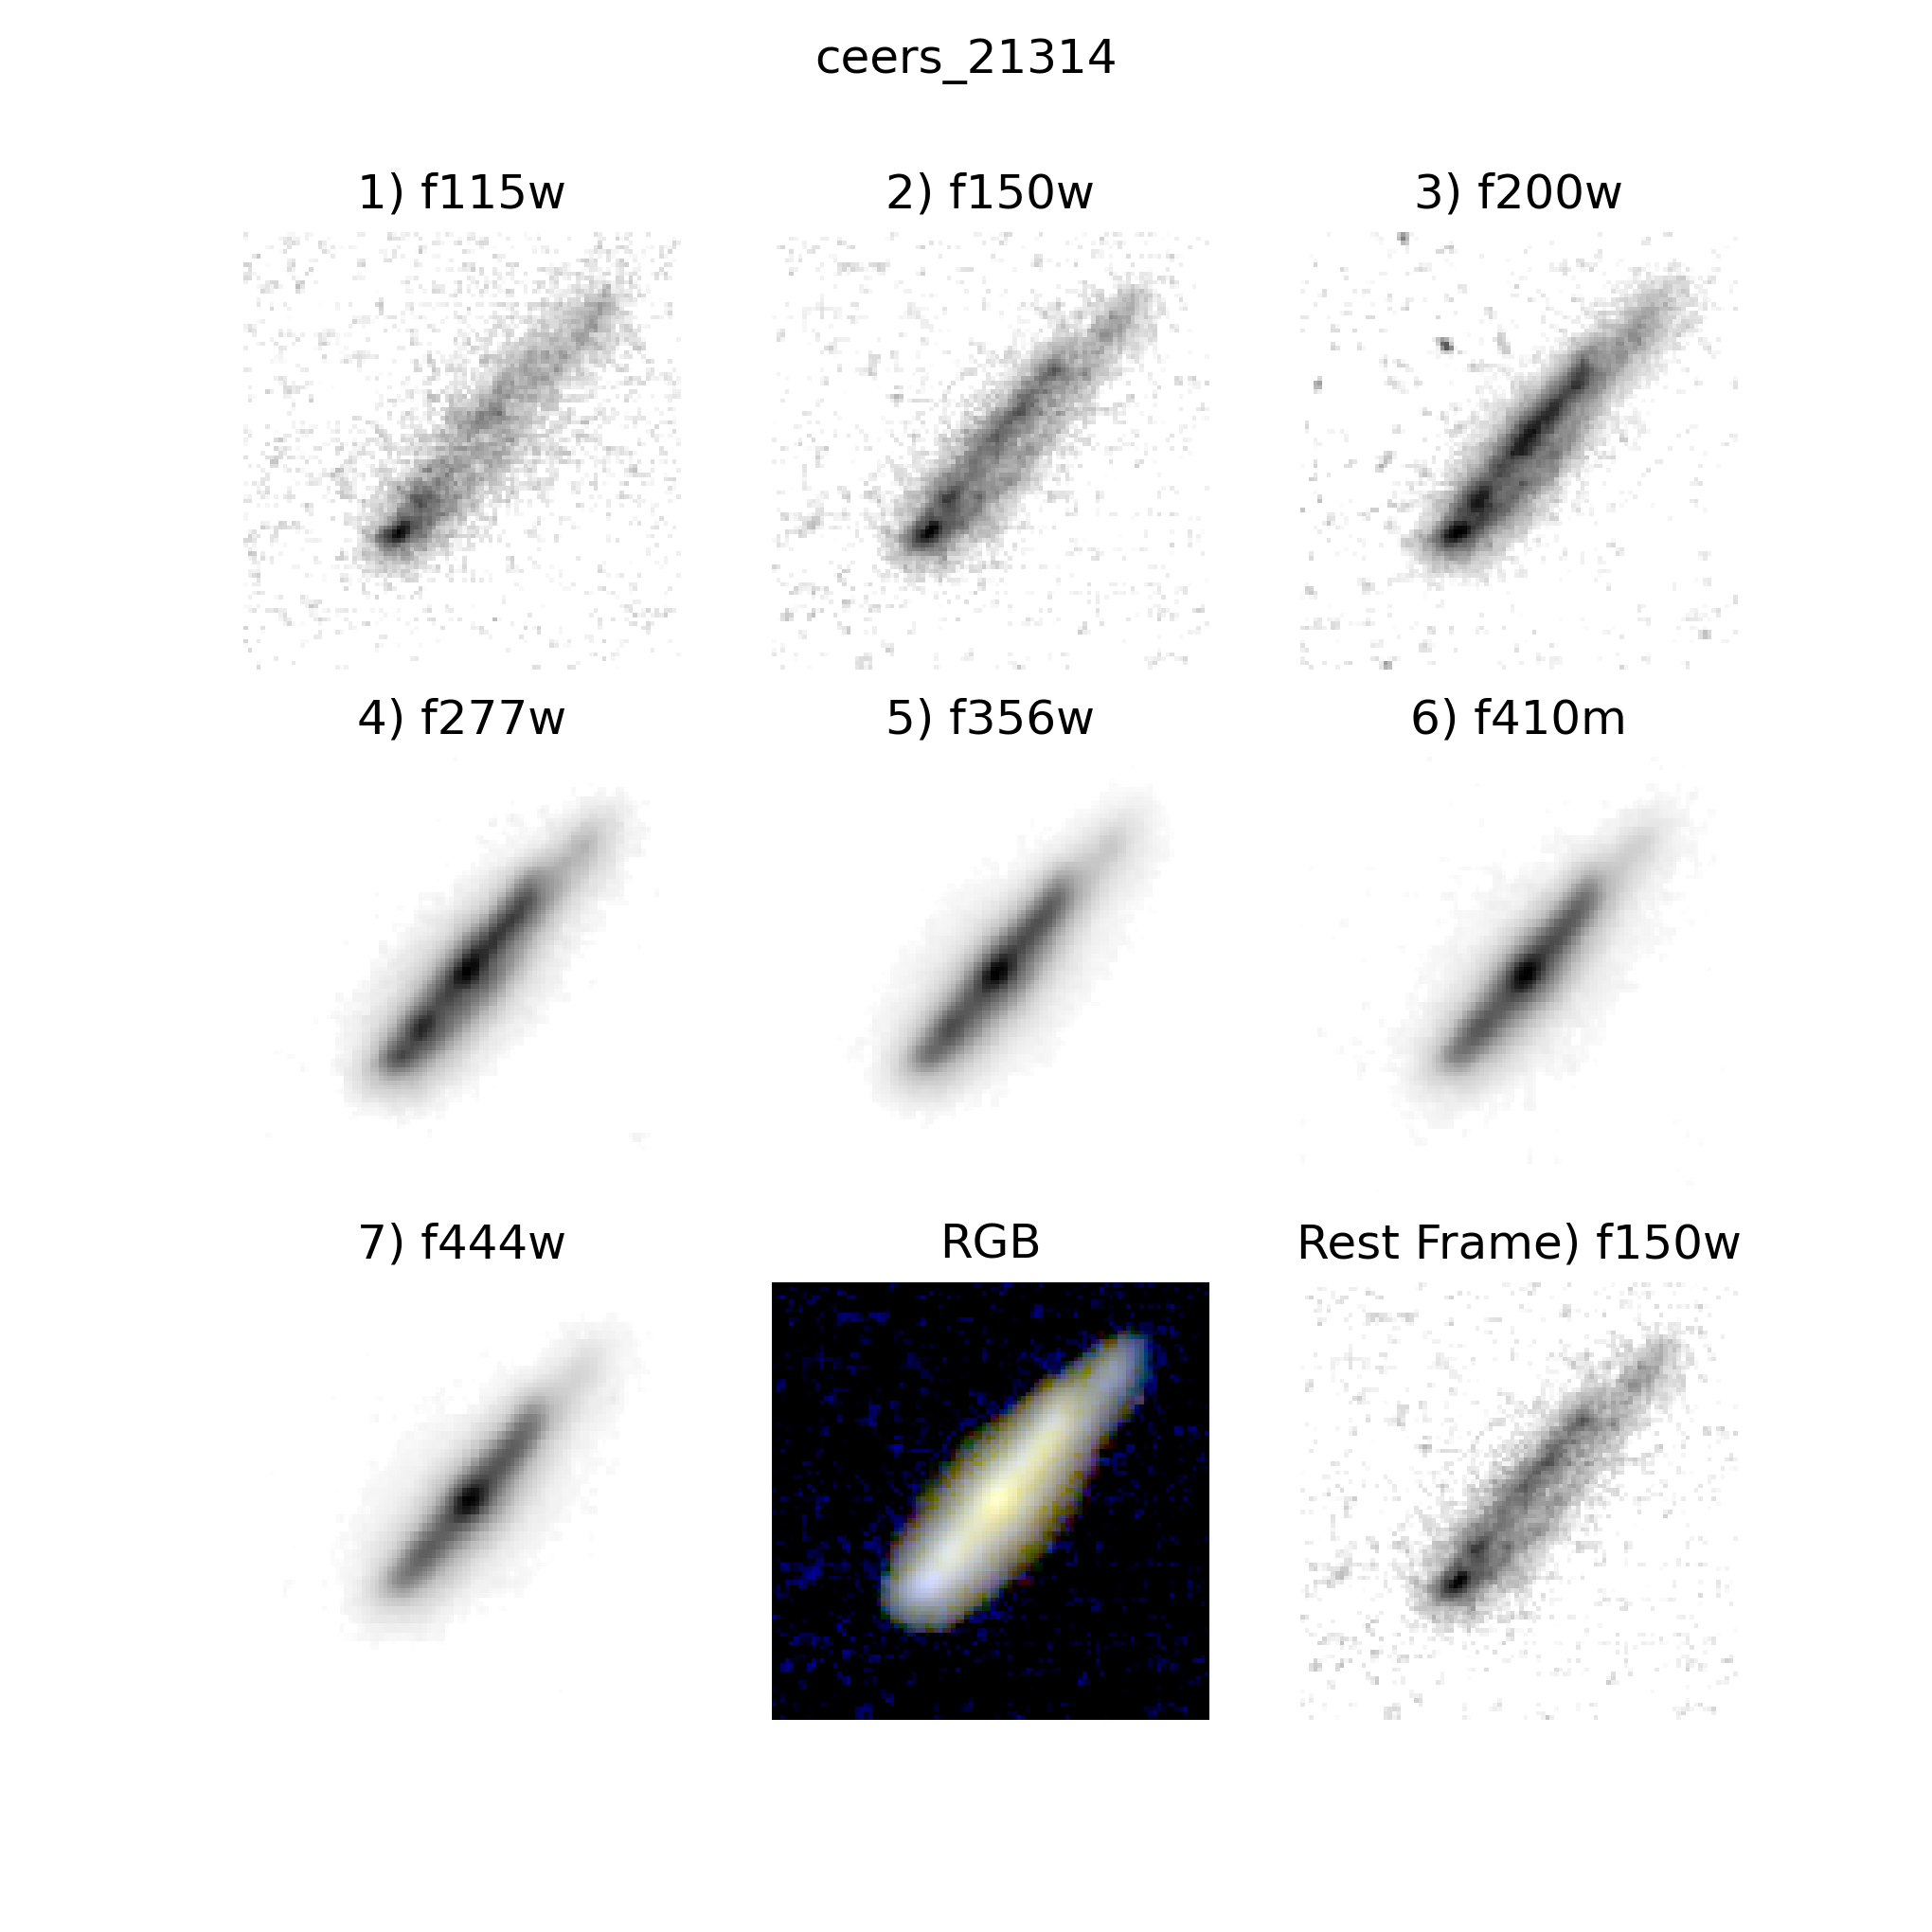 ceers_21314
1) f115w
2) f150w
3) f200w
4) f277w
5) f356w
6) f410m
7) f444w
RGB
Rest Frame) f150w